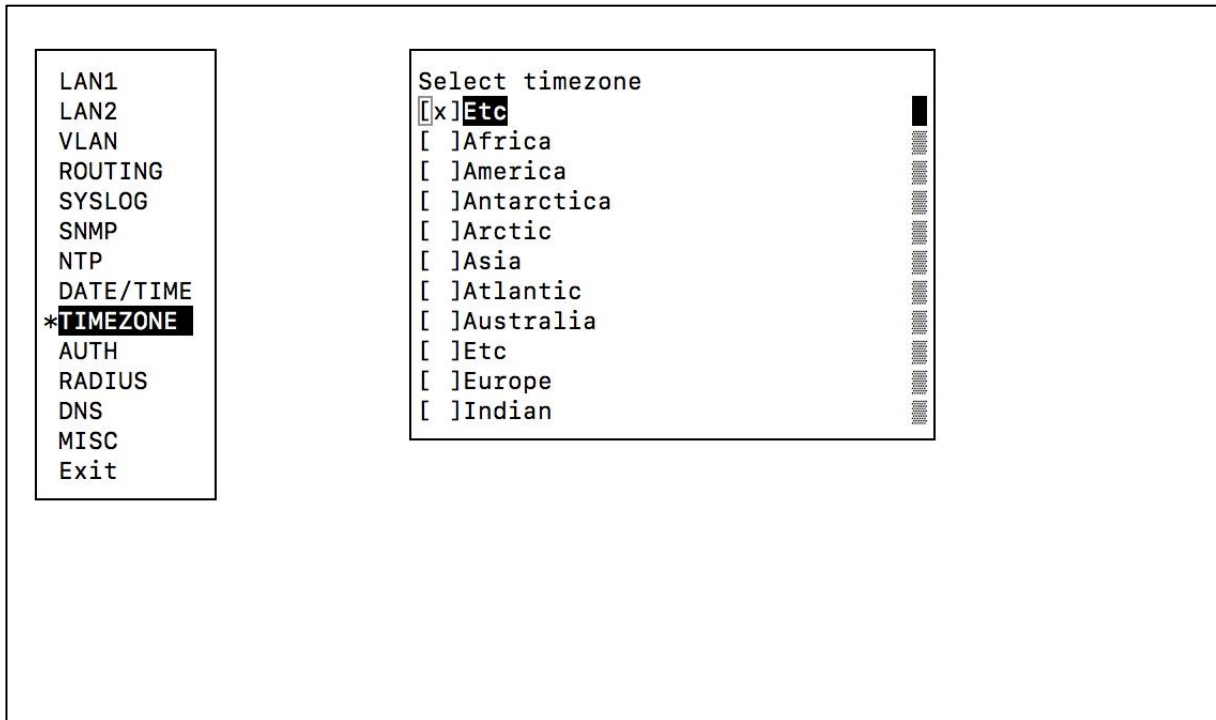 LAN1
LAN2
VLAN
ROUTING
SYSLOG
SNMP
NTP
DATE/TIME
*TIMEZONE
AUTH
RADIUS
DNS
MISC
Exit
Select timezone
[x]Etc
[ ]Africa
[ ]America
[ ]Antarctica
[ ]Arctic
[ ]Asia
[ ]Atlantic
[ ]Australia
[ ]Etc
[ ]Europe
[ ]Indian